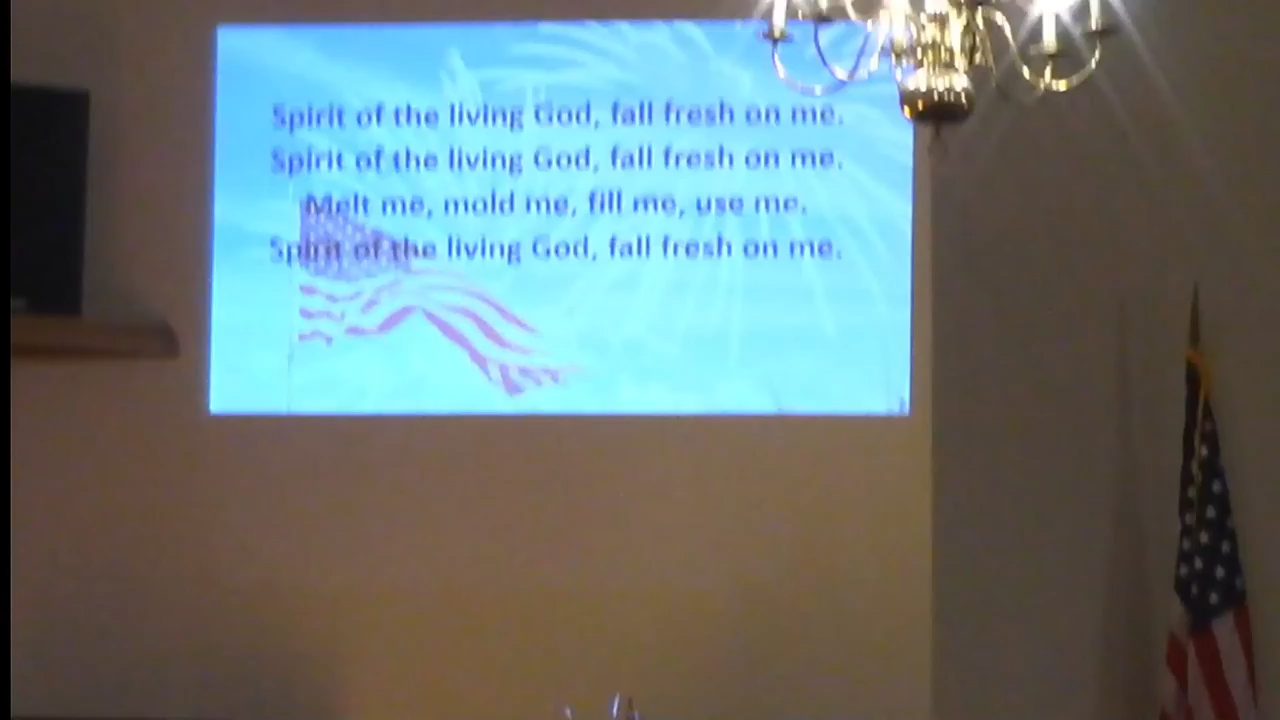 Spirit of the living God, fall fresh on me.
Spirit of the living God, fall fresh on me.
Melt me, mold me, fill me, use me.
Spirit of the living God, fall fresh on me.